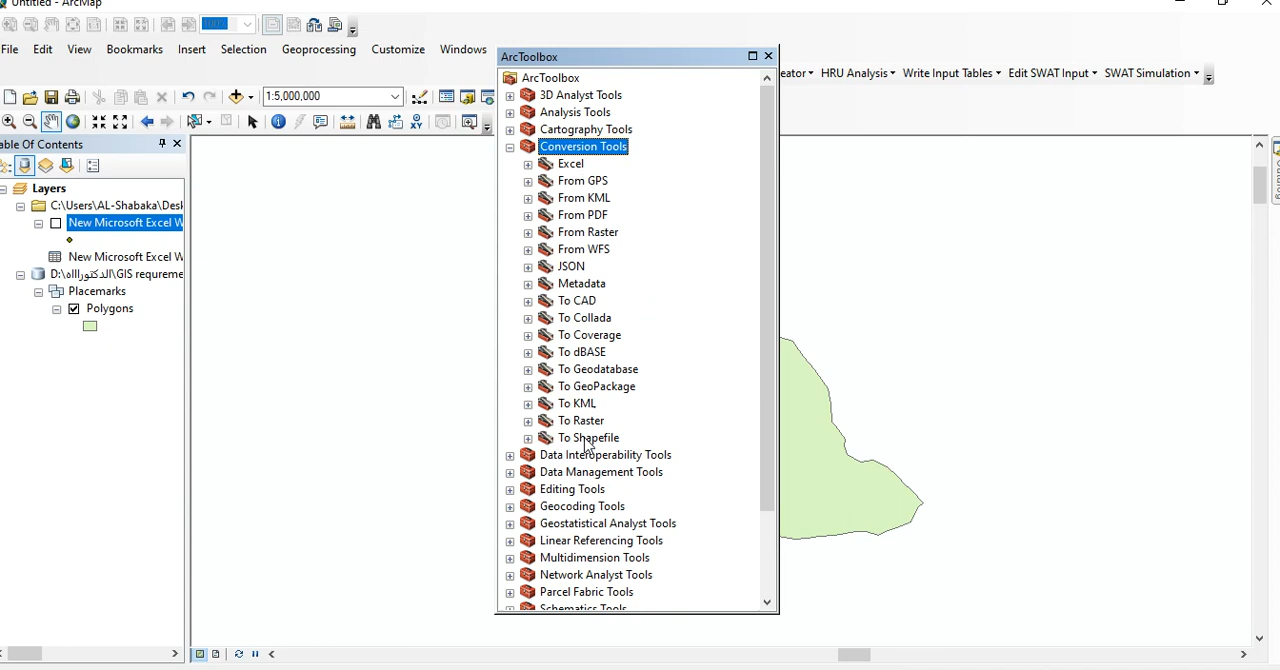 Untitled - ArcMap
File Edit View Bookmarks Insert Selection Geoprocessing Customize Windows
eator HRU Analysis Write Input Tables Edit SWAT Input SWAT Simulation
1:5,000,000
able Of Contents
Layers
C:\Users\AL-Shabaka\Desk
New Microsoft Excel W
New Microsoft Excel W
D:\الدكتوراااه\GIS requreme
Placemarks
Polygons
ArcToolbox
ArcToolbox
3D Analyst Tools
Analysis Tools
Cartography Tools
Conversion Tools
Excel
From GPS
From KML
From PDF
From Raster
From WFS
JSON
Metadata
To CAD
To Collada
To Coverage
To dBASE
To Geodatabase
To GeoPackage
To KML
To Raster
To Shapefile
Data Interoperability Tools
Data Management Tools
Editing Tools
Geocoding Tools
Geostatistical Analyst Tools
Linear Referencing Tools
Multidimension Tools
Network Analyst Tools
Parcel Fabric Tools
Schematics Tools